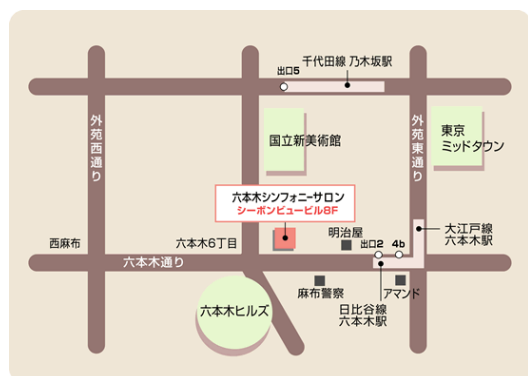 千代田線 乃木坂駅
出口5
外苑西通り
国立新美術館
外苑東通り
東京
ミッドタウン
六本木シンフォニーサロン
シーボンビュービル8F
大江戸線
六本木駅
西麻布
六本木6丁目
明治屋
出口2
4b
六本木通り
麻布警察
アマンド
六本木ヒルズ
日比谷線
六本木駅